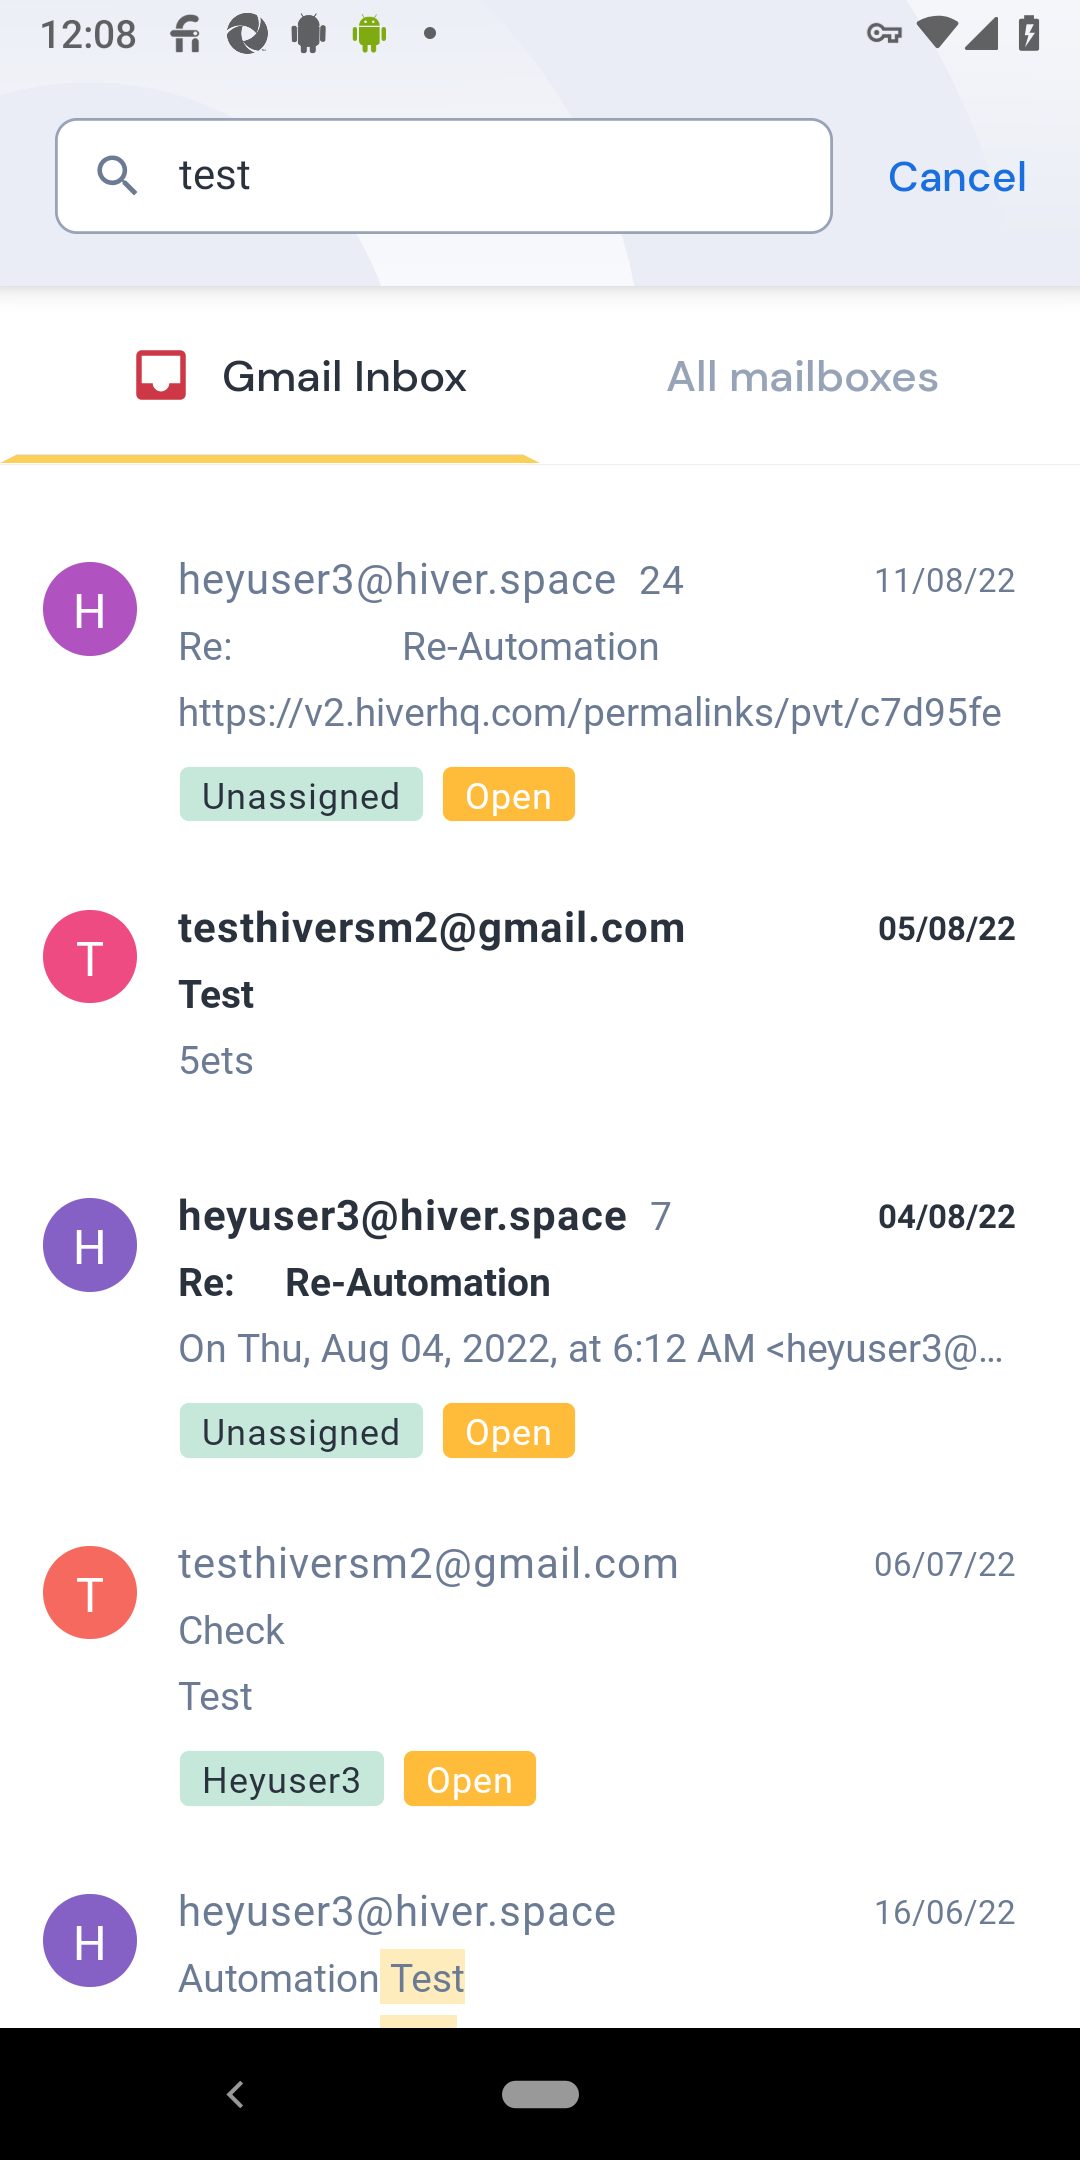 12:08
test
Cancel
Gmail Inbox
All mailboxes
H
heyuser3@hiver.space 24
11/08/22
Re: Re-Automation
https://v2.hiverhq.com/permalinks/pvt/c7d95fe
Unassigned Open
T
testhiversm2@gmail.com
05/08/22
Test
5ets
H
heyuser3@hiver.space 7
04/08/22
Re: Re-Automation
On Thu, Aug 04, 2022, at 6:12 AM <heyuser3@...
Unassigned Open
T
testhiversm2@gmail.com
06/07/22
Check
Test
Heyuser3 Open
H
heyuser3@hiver.space
16/06/22
Automation Test